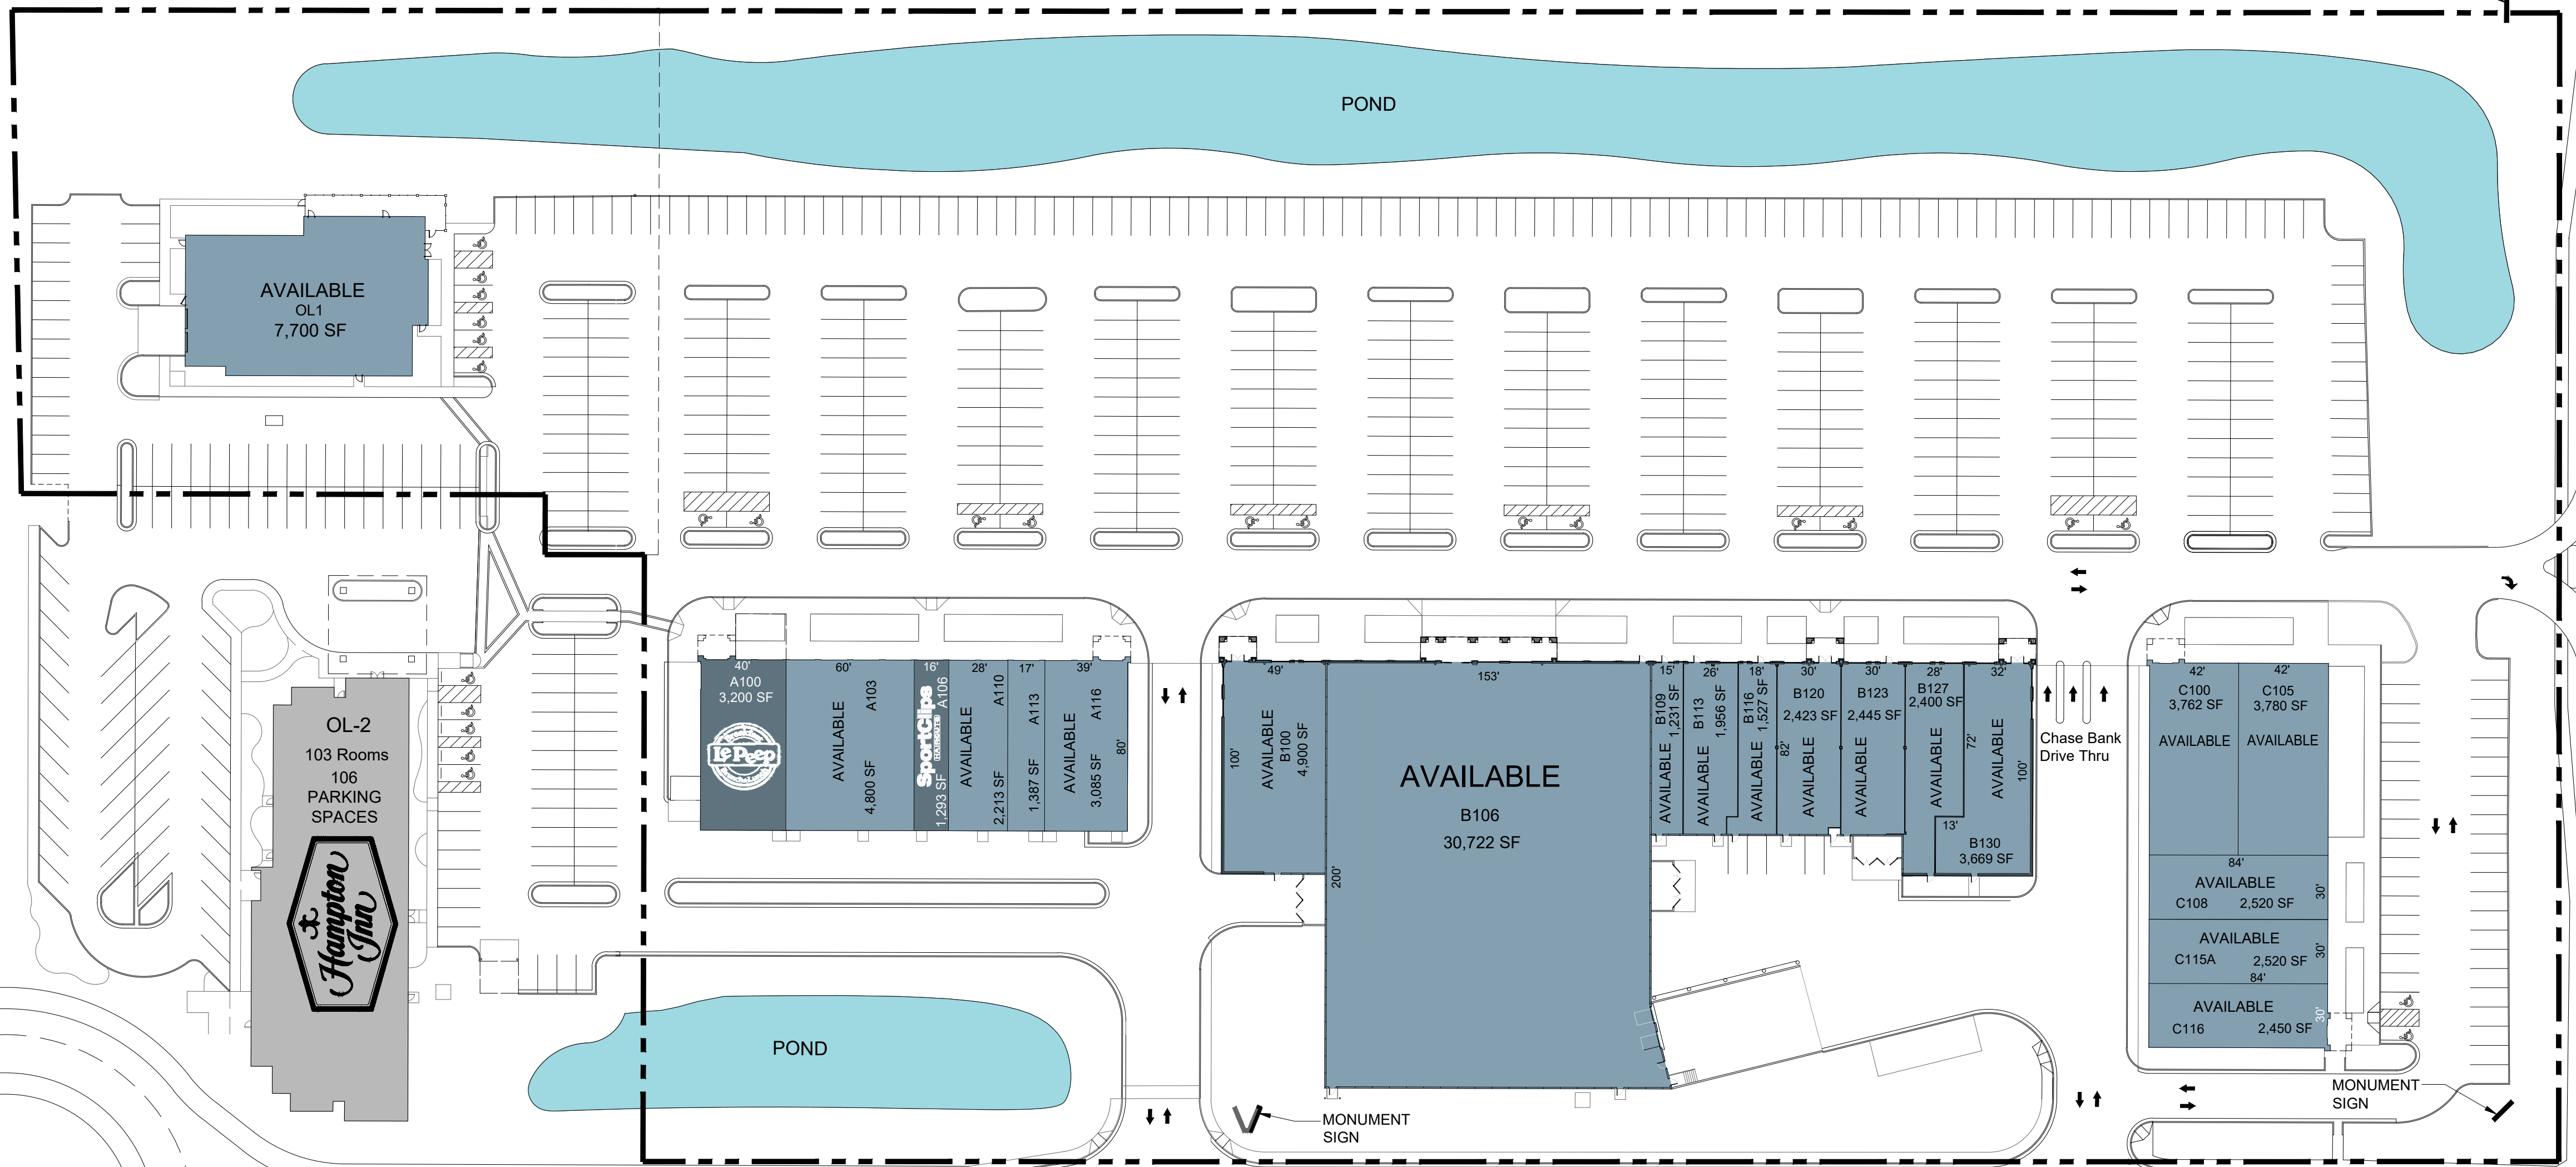 POND
AVAILABLE
OL1
7,700 SF
OL-2
103 Rooms
106
PARKING
SPACES
Hampton
Inn
40'
A100
3,200 SF
Le Peep
60'
A103
AVAILABLE
4,800 SF
16'
A106
SportClips
HAIRCUTS
1,293 SF
28'
A110
AVAILABLE
2,213 SF
17'
A113
1,387 SF
39'
A116
AVAILABLE
3,085 SF
80'
49'
100'
AVAILABLE
B100
4,900 SF
153'
AVAILABLE
B106
30,722 SF
200'
15'
B109
1,231 SF
AVAILABLE
26'
B113
1,956 SF
AVAILABLE
18'
B116
1,527 SF
AVAILABLE
82'
30'
B120
2,423 SF
AVAILABLE
30'
B123
2,445 SF
AVAILABLE
28'
B127
2,400 SF
AVAILABLE
72'
13'
32'
AVAILABLE
100'
B130
3,669 SF
Chase Bank
Drive Thru
42'
C100
3,762 SF
AVAILABLE
42'
C105
3,780 SF
AVAILABLE
84'
AVAILABLE
C108 2,520 SF
30'
AVAILABLE
C115A 2,520 SF
84'
30'
AVAILABLE
C116 2,450 SF
30'
POND
MONUMENT
SIGN
MONUMENT
SIGN